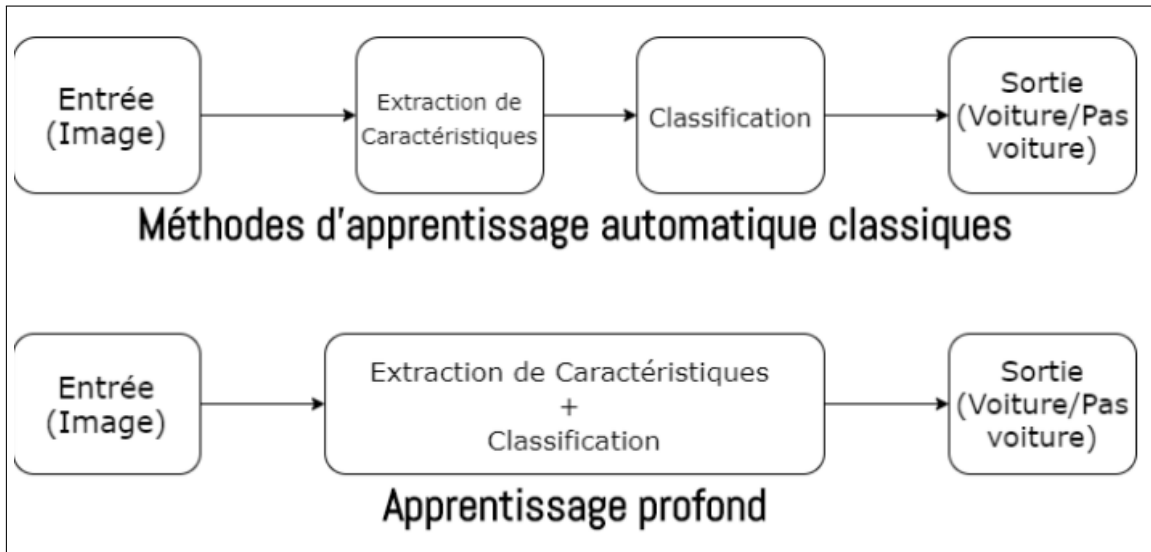 Entrée
(Image)
Extraction de
Caractéristiques
Classification
Sortie
(Voiture/Pas
voiture)
Méthodes d'apprentissage automatique classiques
Entrée
(Image)
Extraction de Caractéristiques
+
Classification
Sortie
(Voiture/Pas
voiture)
Apprentissage profond